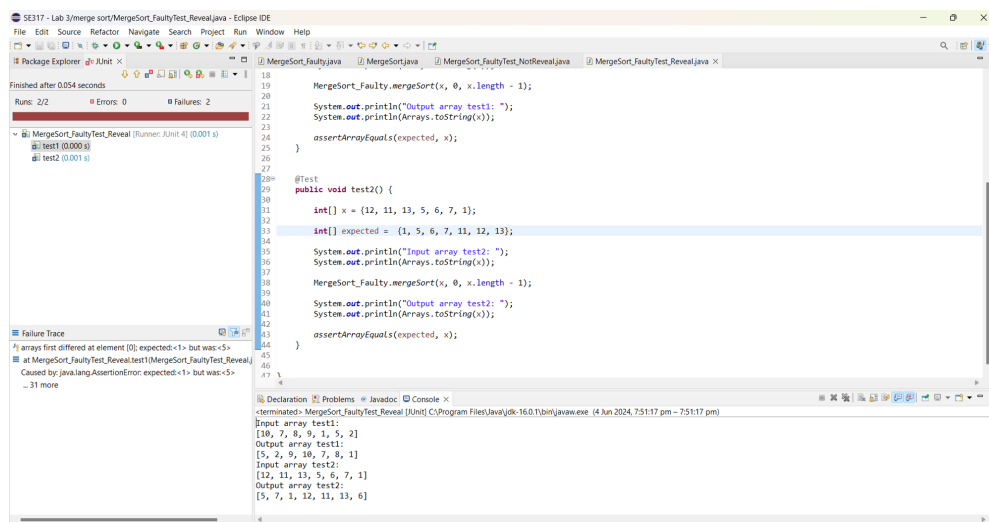 SE317 - Lab 3/merge sort/MergeSort_FaultyTest_Reveal.java - Eclipse IDE
File Edit Source Refactor Navigate Search Project Run Window Help
Package Explorer JUnit
Finished after 0.054 seconds
Runs: 2/2 Errors: 0 Failures: 2
MergeSort_FaultyTest_Reveal [Runner: JUnit 4] (0.001 s)
test1 (0.000 s)
test2 (0.001 s)
Failure Trace
arrays first differed at element [0]; expected:<1> but was:<5>
at MergeSort_FaultyTest_Reveal.test1(MergeSort_FaultyTest_Reveal.j
Caused by: java.lang.AssertionError: expected:<1> but was:<5>
... 31 more
MergeSort_Faulty.java MergeSort.java MergeSort_FaultyTest_NotReveal.java MergeSort_FaultyTest_Reveal.java
18
19 MergeSort_Faulty.mergeSort(x, 0, x.length - 1);
20
21 System.out.println("Output array test1: ");
22 System.out.println(Arrays.toString(x));
23
24 assertArrayEquals(expected, x);
25 }
26
27
28 @Test
29 public void test2() {
30
31 int[] x = {12, 11, 13, 5, 6, 7, 1};
32
33 int[] expected = {1, 5, 6, 7, 11, 12, 13};
34
35 System.out.println("Input array test2: ");
36 System.out.println(Arrays.toString(x));
37
38 MergeSort_Faulty.mergeSort(x, 0, x.length - 1);
39
40 System.out.println("Output array test2: ");
41 System.out.println(Arrays.toString(x));
42
43 assertArrayEquals(expected, x);
44 }
45
46
47 }
Declaration Problems Javadoc Console
<terminated> MergeSort_FaultyTest_Reveal [JUnit] C:\Program Files\Java\jdk-16.0.1\bin\javaw.exe (4 Jun 2024, 7:51:17 pm – 7:51:17 pm)
Input array test1:
[10, 7, 8, 9, 1, 5, 2]
Output array test1:
[5, 2, 9, 10, 7, 8, 1]
Input array test2:
[12, 11, 13, 5, 6, 7, 1]
Output array test2:
[5, 7, 1, 12, 11, 13, 6]